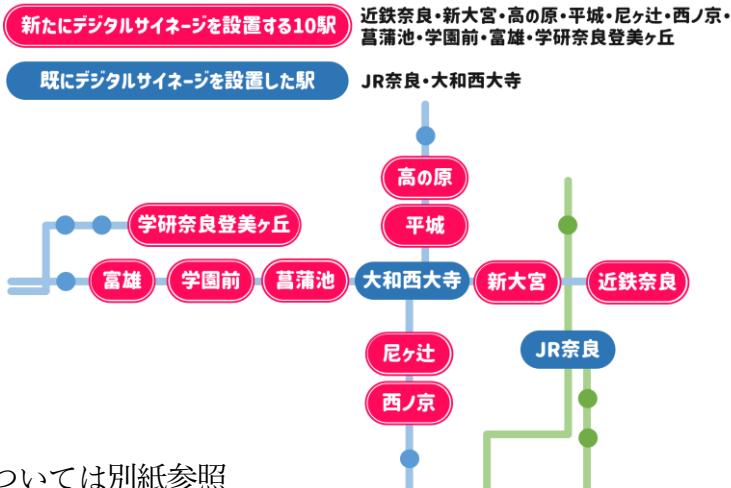 新たにデジタルサイネージを設置する10駅
近鉄奈良・新大宮・高の原・平城・尼ヶ辻・西ノ京・
菖蒲池・学園前・富雄・学研奈良登美ヶ丘
既にデジタルサイネージを設置した駅
JR奈良・大和西大寺
高の原
学研奈良登美ヶ丘
平城
富雄
学園前
菖蒲池
大和西大寺
新大宮
近鉄奈良
尼ヶ辻
JR奈良
西ノ京
ついては別紙参照